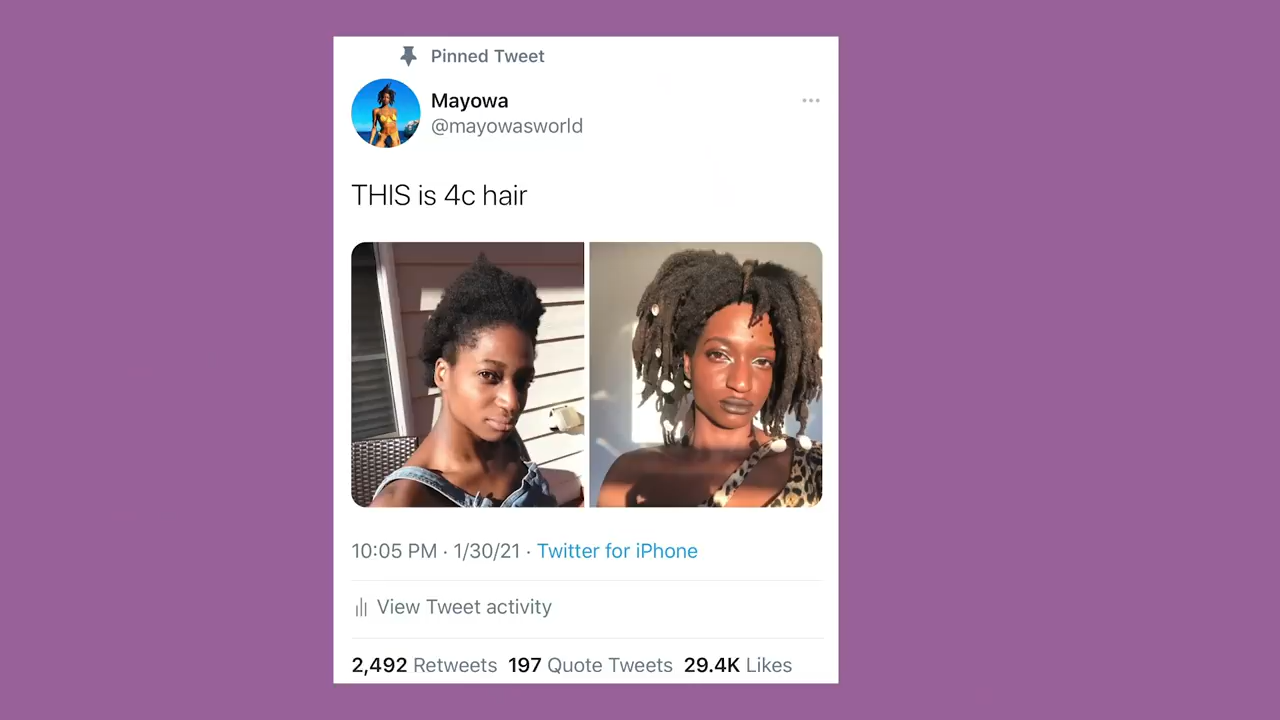 Pinned Tweet
Mayowa
@mayowasworld
THIS is 4c hair
10:05 PM · 1/30/21 · Twitter for iPhone
View Tweet activity
2,492 Retweets 197 Quote Tweets 29.4K Likes